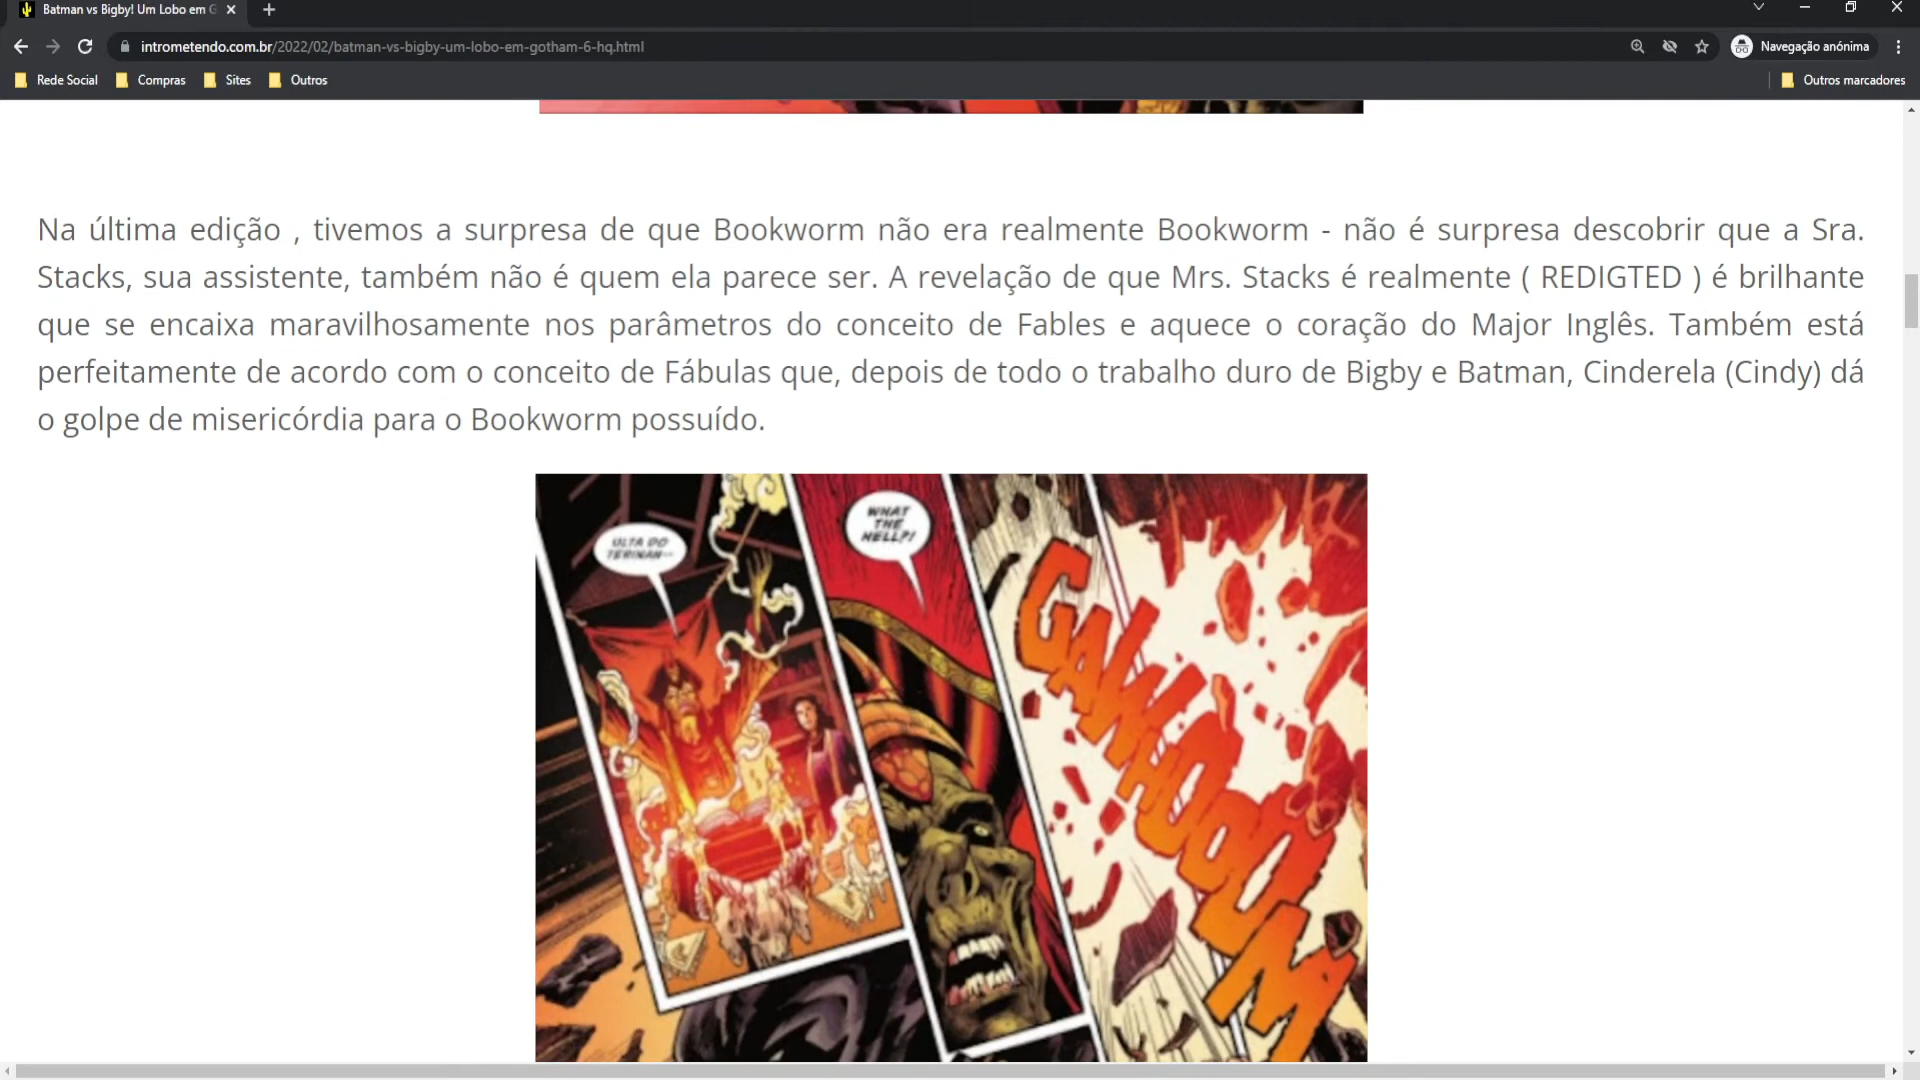 Batman vs Bigby! Um Lobo em G
intrometendo.com.br/2022/02/batman-vs-bigby-um-lobo-em-gotham-6-hq.html
Navegação anónima
Rede Social
Compras
Sites
Outros
Outros marcadores
Na última edição , tivemos a surpresa de que Bookworm não era realmente Bookworm - não é surpresa descobrir que a Sra.
Stacks, sua assistente, também não é quem ela parece ser. A revelação de que Mrs. Stacks é realmente ( REDIGTED ) é brilhante
que se encaixa maravilhosamente nos parâmetros do conceito de Fables e aquece o coração do Major Inglês. Também está
perfeitamente de acordo com o conceito de Fábulas que, depois de todo o trabalho duro de Bigby e Batman, Cinderela (Cindy) dá
o golpe de misericórdia para o Bookworm possuído.
ULTA DO
TERINAN--
WHAT
THE
HELL?!
GAWHOOOM